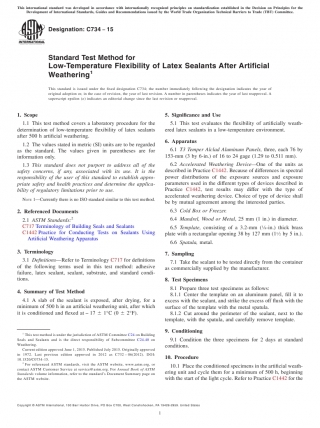 This international standard was developed in accordance with internationally recognized principles on standardization established in the Decision on Principles for the
Development of International Standards, Guides and Recommendations issued by the World Trade Organization Technical Barriers to Trade (TBT) Committee.
Designation: C734 − 15
INTERNATIONAL
Standard Test Method for
Low-Temperature Flexibility of Latex Sealants After Artificial
Weathering1
This standard is issued under the fixed designation C734; the number immediately following the designation indicates the year of
original adoption or, in the case of revision, the year of last revision. A number in parentheses indicates the year of last reapproval. A
superscript epsilon (ε) indicates an editorial change since the last revision or reapproval.
1. Scope
1.1 This test method covers a laboratory procedure for the
determination of low-temperature flexibility of latex sealants
after 500 h artificial weathering.
1.2 The values stated in metric (SI) units are to be regarded
as the standard. The values given in parentheses are for
information only.
1.3 This standard does not purport to address all of the
safety concerns, if any, associated with its use. It is the
responsibility of the user of this standard to establish appro-
priate safety and health practices and determine the applica-
bility of regulatory limitations prior to use.
NOTE 1—Currently there is no ISO standard similar to this test method.
2. Referenced Documents
2.1 ASTM Standards:2
C717 Terminology of Building Seals and Sealants
C1442 Practice for Conducting Tests on Sealants Using
Artificial Weathering Apparatus
3. Terminology
3.1 Definitions—Refer to Terminology C717 for definitions
of the following terms used in this test method: adhesive
failure, latex sealant, sealant, substrate, and standard condi-
tions.
4. Summary of Test Method
4.1 A slab of the sealant is exposed, after drying, for a
minimum of 500 h in an artificial weathering unit, after which
it is conditioned and flexed at − 17 ± 1°C (0 ± 2°F).
1 This test method is under the jurisdiction of ASTM Committee C24 on Building
Seals and Sealants and is the direct responsibility of Subcommittee C24.20 on
Weathering.
Current edition approved June 1, 2015. Published July 2015. Originally approved
in 1972. Last previous edition approved in 2012 as C734
2 For referenced ASTM standards, visit the ASTM website, www.astm.org, or
contact ASTM Customer Service at service@astm.org. For Annual Book of ASTM
Standards volume information, refer to the standard's Document Summary page on
the ASTM website.
5. Significance and Use
5.1 This test evaluates the flexibility of artificially weath-
ered latex sealants in a low temperature environment.
6. Apparatus
6.1 T3 Temper Alclad Aluminum Panels, three, each 76 by
153-mm (3 by 6-in.) of 16 to 24 gage (1.29 to 0.511 mm).
6.2 Accelerated Weathering Device—One of the units as
described in Practice C1442. Because of differences in spectral
power distributions of the exposure sources and exposure
parameters used in the different types of devices described in
Practice C1442, test results may differ with the type of
accelerated weathering device. Choice of type of device shall
be by mutual agreement among the interested parties.
6.3 Cold Box or Freezer.
6.4 Mandrel, Wood or Metal, 25 mm (1 in.) in diameter.
6.5 Template, consisting of a 3.2-mm (⅛-in.) thick brass
plate with a rectangular opening 38 by 127 mm (1½ by 5 in.).
6.6 Spatula, metal.
7. Sampling
7.1 Take the sealant to be tested directly from the container
as commercially supplied by the manufacturer.
8. Test Specimens
8.1 Prepare three test specimens as follows:
8.1.1 Center the template on an aluminum panel, fill it to
excess with the sealant, and strike the excess off flush with the
surface of the template with the metal spatula.
8.1.2 Cut around the perimeter of the sealant, next to the
template, with the spatula, and carefully remove template.
9. Conditioning
9.1 Condition the three specimens for 2 days at standard
conditions.
10. Procedure
10.1 Place the conditioned specimens in the artificial weath-
ering unit and cycle them for a minimum of 500 h, beginning
with the start of the light cycle. Refer to Practice C1442 for the
Copyright © ASTM International, 100 Barr Harbor Drive, PO Box C700, West Conshohocken, PA 19428-2959. United States
1